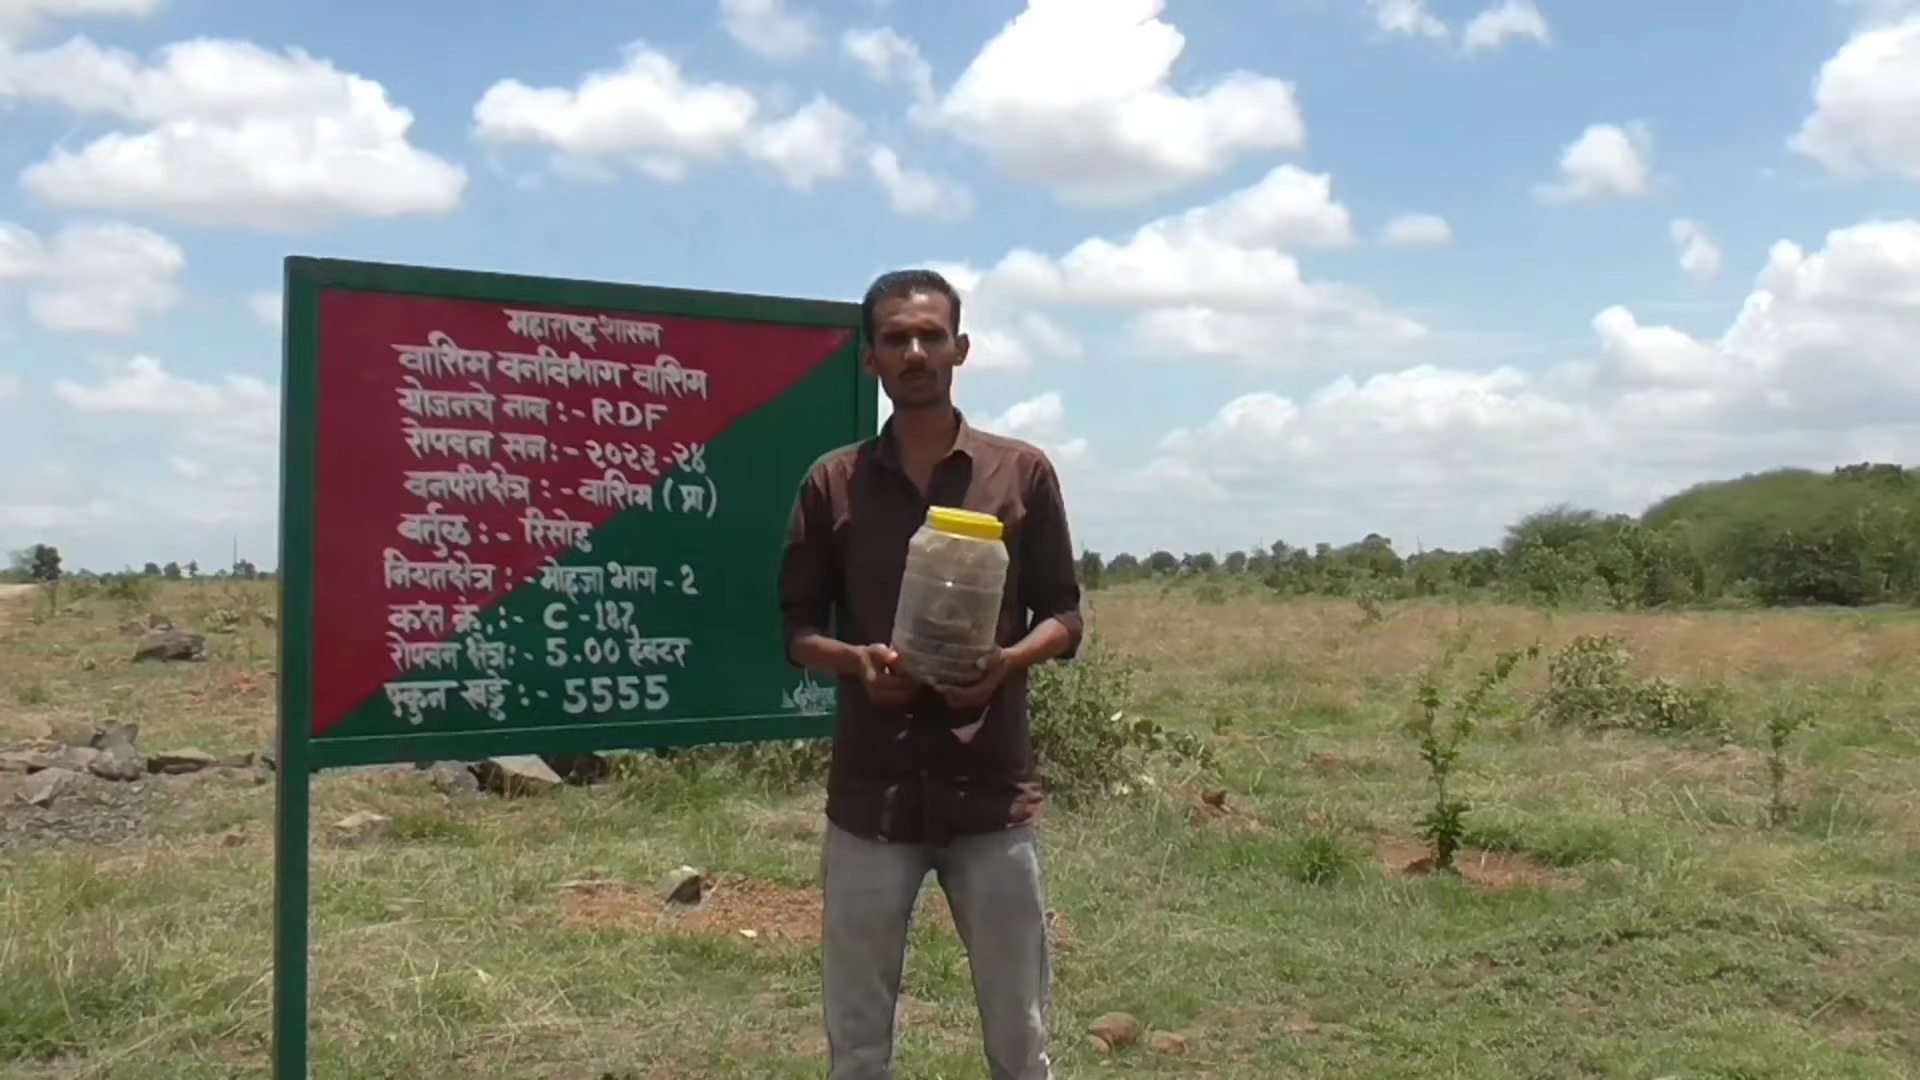 महाराष्ट्र शासन
वाशिम वनविभाग वाशिम
योजनचे नाव :- RDF
रोपवन सन :- २०२३-२४
वनपरीक्षेत्र :- वाशिम (प्रा)
वर्तुळ :- रिसोड
नियतक्षेत्र :- मोहजा भाग - 2
कक्ष क्रं. :- C - 187
रोपवन क्षेत्र :- 5.00 हेक्टर
एकुन खड्डे :- 5555